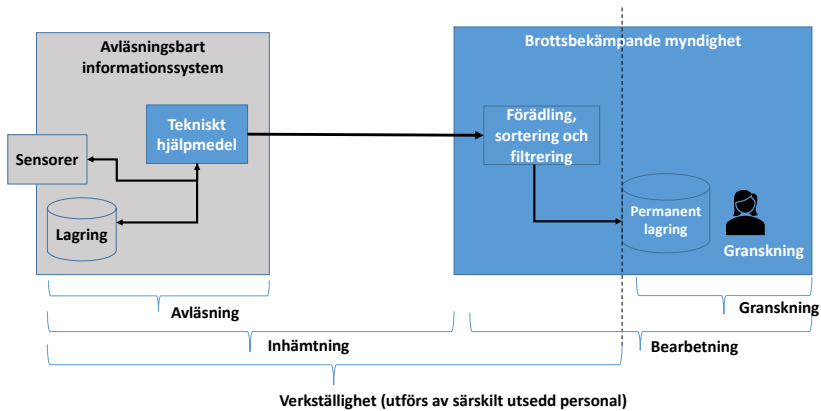 Avläsningsbart
informationssystem
Brottsbekämpande myndighet
Tekniskt
hjälpmedel
Förädling,
sortering och
filtrering
Sensorer
Lagring
Permanent
lagring
Granskning
Avläsning
Granskning
Inhämtning
Bearbetning
Verkställighet (utförs av särskilt utsedd personal)